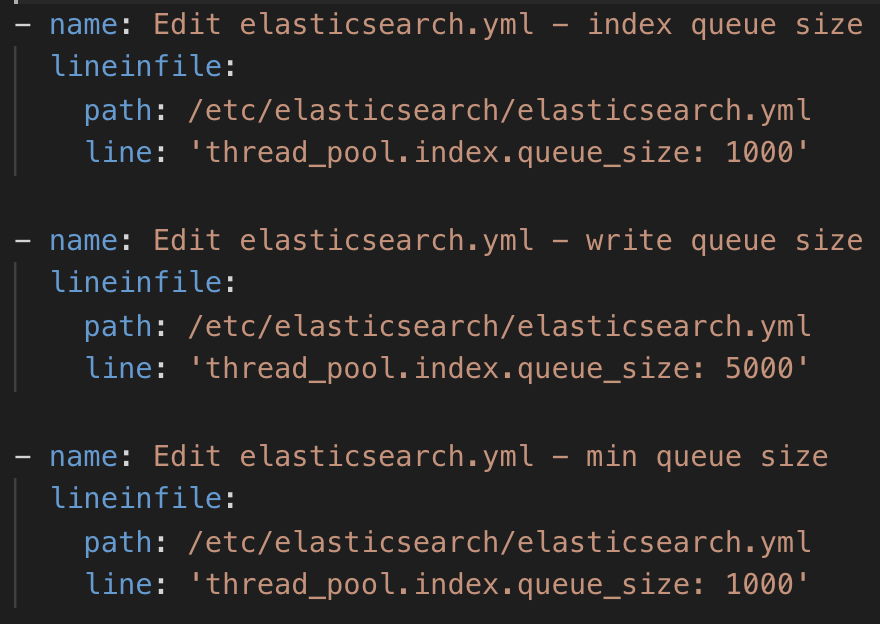 - name: Edit elasticsearch.yml - index queue size
lineinfile:
path: /etc/elasticsearch/elasticsearch.yml
line: 'thread_pool.index.queue_size: 1000'
- name: Edit elasticsearch.yml - write queue size
lineinfile:
path: /etc/elasticsearch/elasticsearch.yml
line: 'thread_pool.index.queue_size: 5000'
- name: Edit elasticsearch.yml - min queue size
lineinfile:
path: /etc/elasticsearch/elasticsearch.yml
line: 'thread_pool.index.queue_size: 1000'